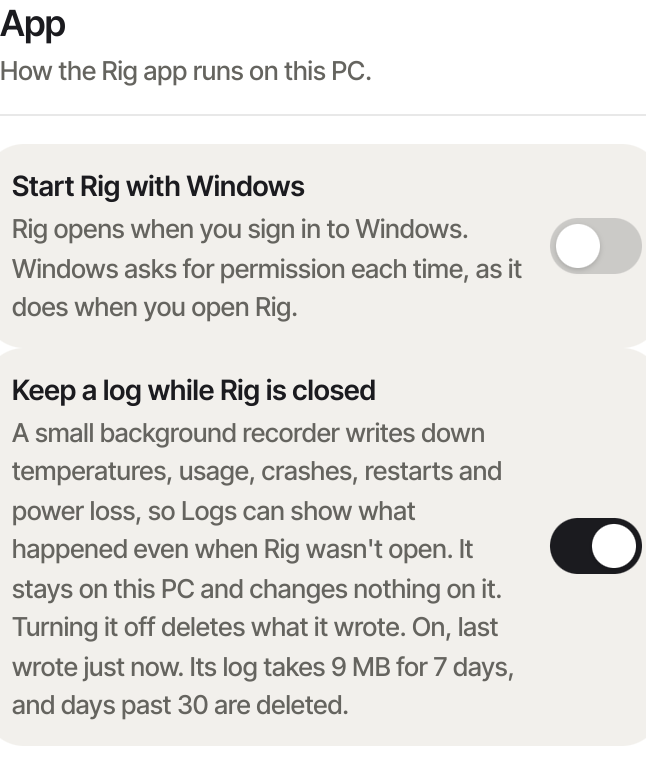 App
How the Rig app runs on this PC.
Start Rig with Windows
Rig opens when you sign in to Windows.
Windows asks for permission each time, as it
does when you open Rig.
Keep a log while Rig is closed
A small background recorder writes down
temperatures, usage, crashes, restarts and
power loss, so Logs can show what
happened even when Rig wasn't open. It
stays on this PC and changes nothing on it.
Turning it off deletes what it wrote. On, last
wrote just now. Its log takes 9 MB for 7 days,
and days past 30 are deleted.